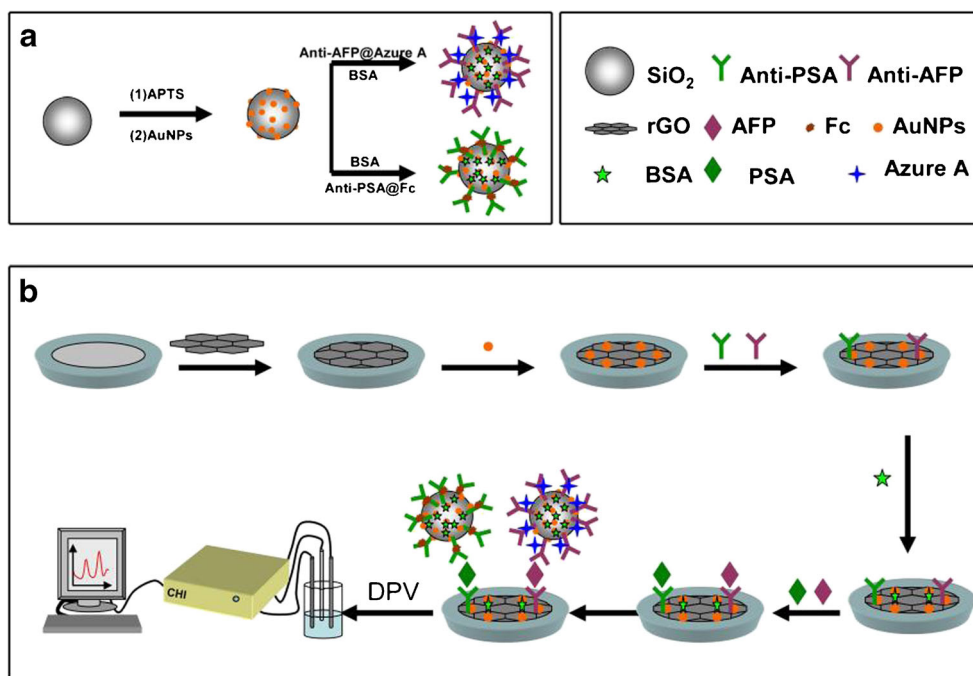 a
(1)APTS
(2)AuNPs
Anti-AFP@Azure A
BSA
BSA
Anti-PSA@Fc
SiO2 Anti-PSA Anti-AFP
rGO AFP Fc AuNPs
BSA PSA Azure A
b
CHI
DPV